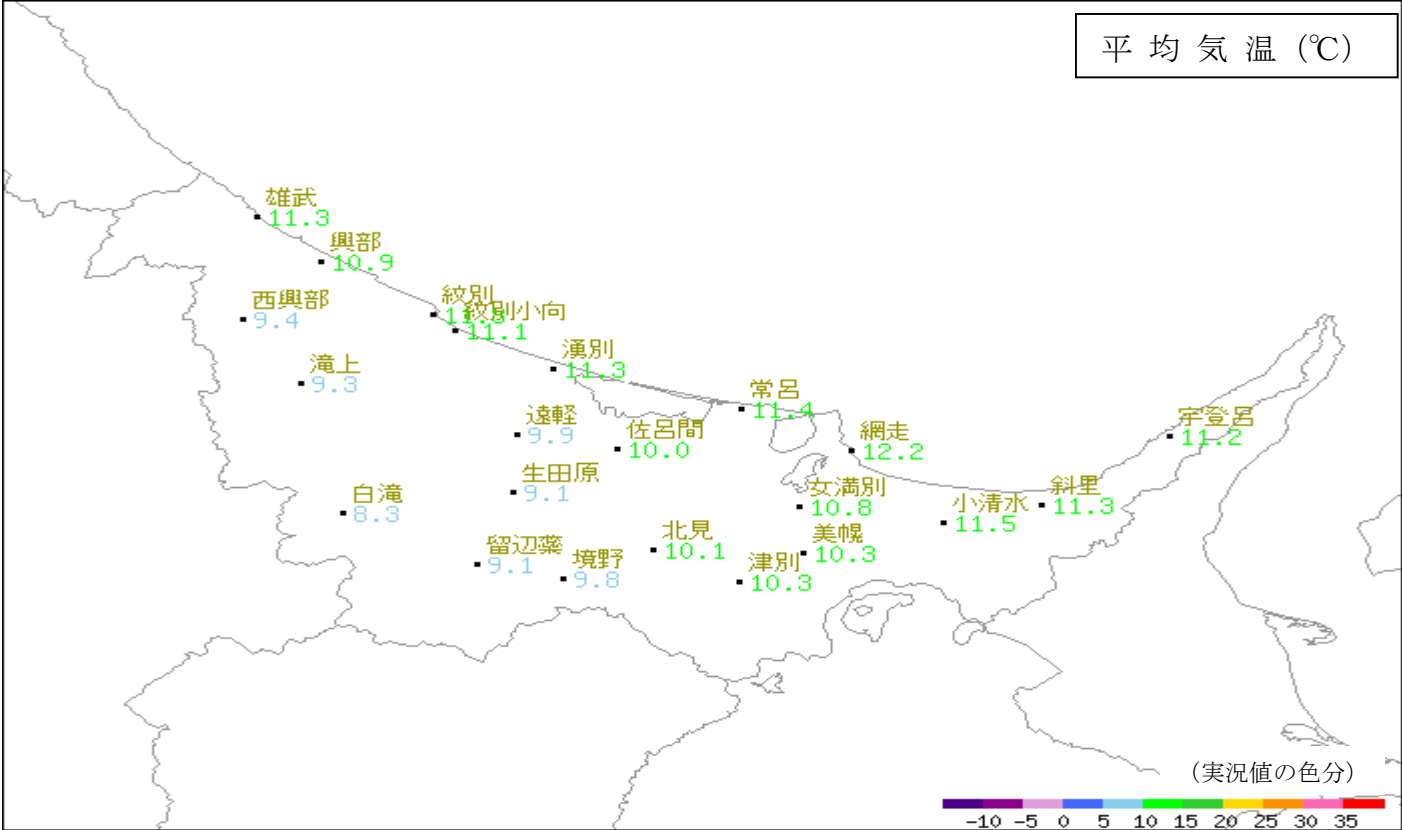 平均気温(℃)
雄武
11.3
興部
10.9
西興部
9.4
紋別
紋別小向
11.1
滝上
9.3
湧別
11.3
常呂
11.4
遠軽
9.9
佐呂間
10.0
網走
12.2
宇登呂
11.2
生田原
9.1
白滝
8.3
女満別
10.8
小清水
11.5
斜里
11.3
留辺蘂
9.1
境野
9.8
北見
10.1
美幌
10.3
津別
10.3
(実況値の色分)
-10 -5 0 5 10 15 20 25 30 35